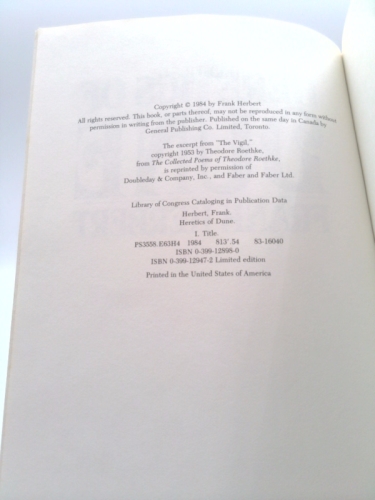 Copyright © 1984 by Frank Herbert
All rights reserved. This book, or parts thereof, may not be reproduced in any form without
permission in writing from the publisher. Published on the same day in Canada by
General Publishing Co. Limited, Toronto.
The excerpt from "The Vigil,"
copyright 1953 by Theodore Roethke,
from The Collected Poems of Theodore Roethke,
is reprinted by permission of
Doubleday & Company, Inc., and Faber and Faber Ltd.
Library of Congress Cataloging in Publication Data
Herbert, Frank.
Heretics of Dune.
I. Title.
PS3558.E63H4 1984 813'.54 83-16040
ISBN 0-399-12898-0
ISBN 0-399-12947-2 Limited edition
Printed in the United States of America